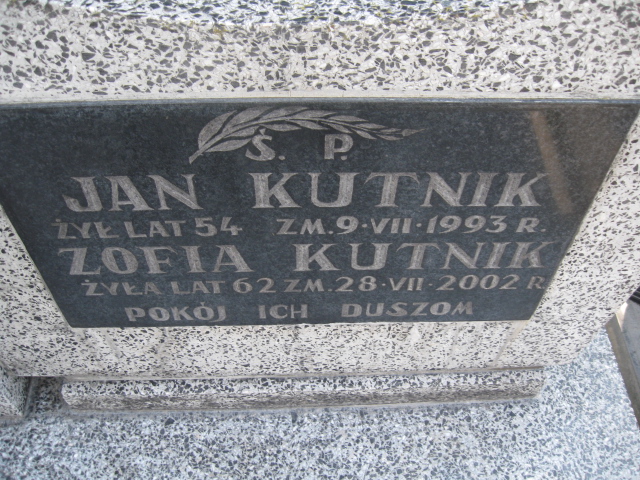 Ś. P.
JAN KUTNIK
ŻYŁ LAT 54 ZM. 9·VII·1993 R.
ZOFIA KUTNIK
ŻYŁA LAT 62 ZM. 28·VII·2002 R
POKÓJ ICH DUSZOM